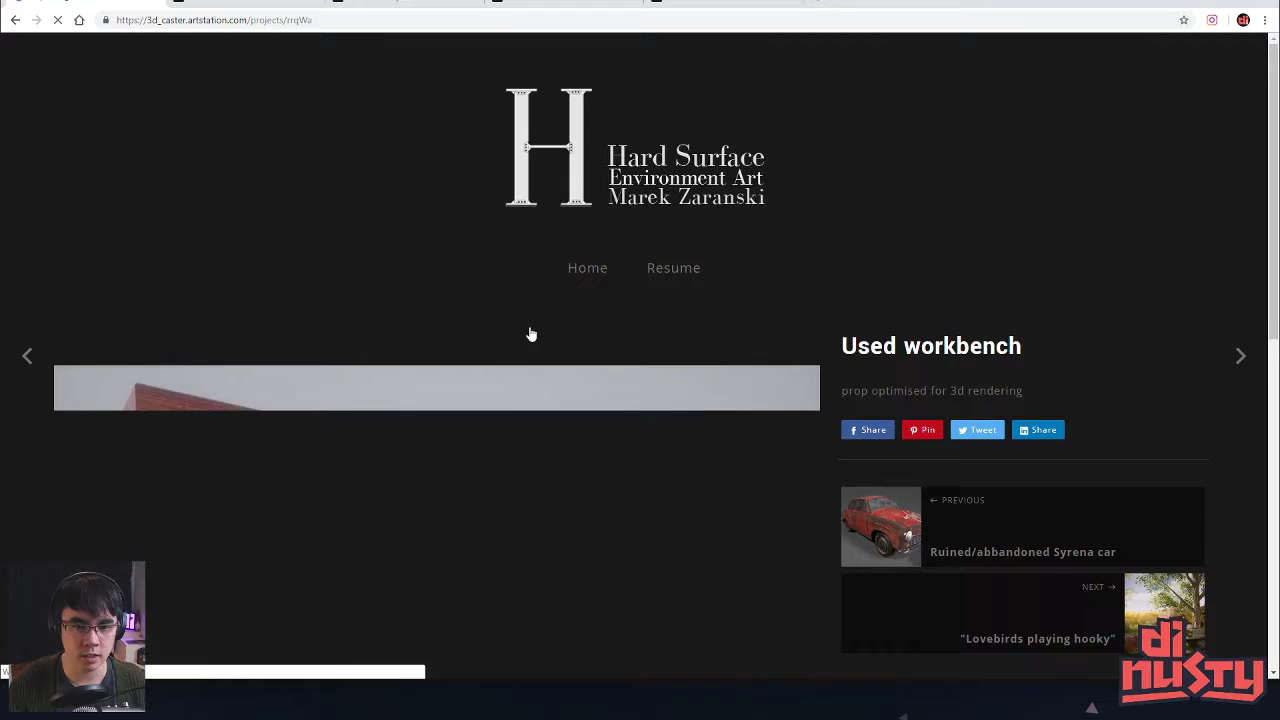 https://3d_caster.artstation.com/projects/rrqWa
H
Hard Surface
Environment Art
Marek Zaranski
Home Resume
Used workbench
prop optimised for 3d rendering
Share Pin Tweet Share
← PREVIOUS
Ruined/abbandoned Syrena car
NEXT →
"Lovebirds playing hooky"
di
nusty